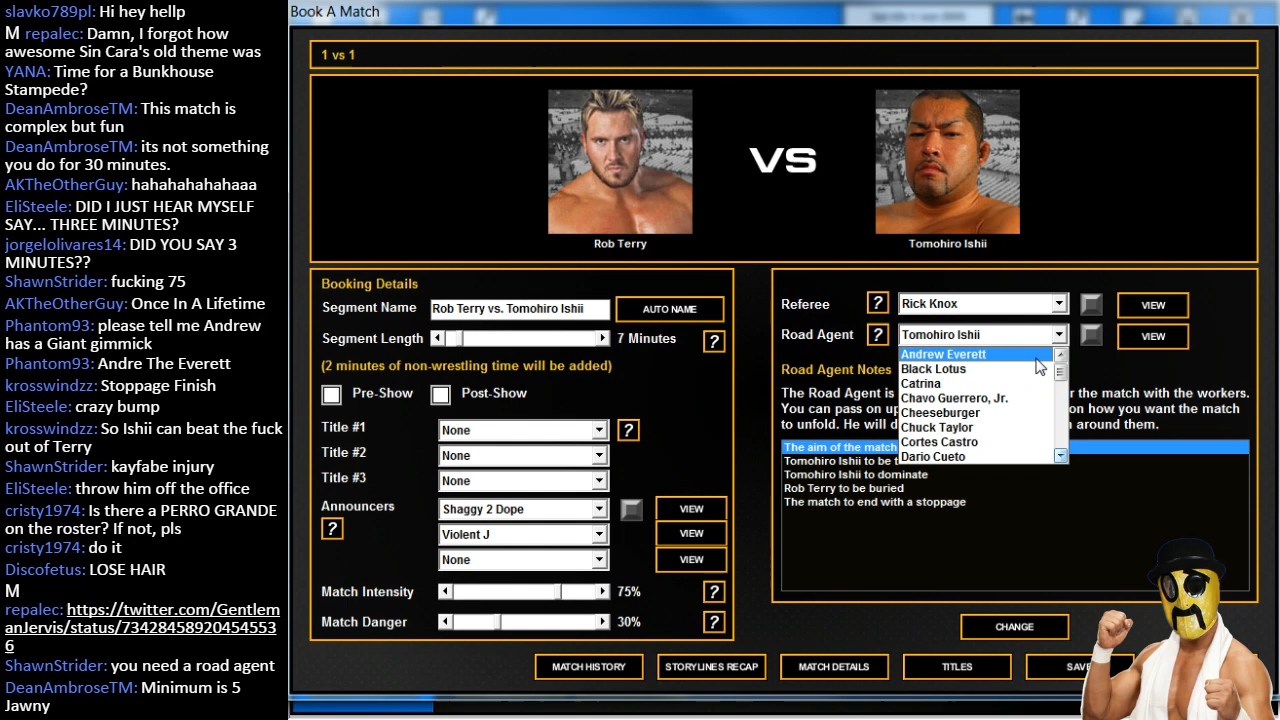 slavko789pl: Hi hey hellp
M repalec: Damn, I forgot how
awesome Sin Cara's old theme was
YANA: Time for a Bunkhouse
Stampede?
DeanAmbroseTM: This match is
complex but fun
DeanAmbroseTM: its not something
you do for 30 minutes.
AKTheOtherGuy: hahahahahahaaa
EliSteele: DID I JUST HEAR MYSELF
SAY... THREE MINUTES?
jorgelolivares14: DID YOU SAY 3
MINUTES??
ShawnStrider: fucking 75
AKTheOtherGuy: Once In A Lifetime
Phantom93: please tell me Andrew
has a Giant gimmick
Phantom93: Andre The Everett
krosswindzz: Stoppage Finish
EliSteele: crazy bump
krosswindzz: So Ishii can beat the fuck
out of Terry
ShawnStrider: kayfabe injury
EliSteele: throw him off the office
cristy1974: Is there a PERRO GRANDE
on the roster? If not, pls
cristy1974: do it
Discofetus: LOSE HAIR
M
repalec: https://twitter.com/Gentlem
anJervis/status/73428458920454553
6
ShawnStrider: you need a road agent
DeanAmbroseTM: Minimum is 5
Jawny
Book A Match
1 vs 1
VS
Rob Terry
Tomohiro Ishii
Booking Details
Segment Name
Rob Terry vs. Tomohiro Ishii
AUTO NAME
Segment Length
7 Minutes
?
(2 minutes of non-wrestling time will be added)
Pre-Show
Post-Show
Title #1
None
?
Title #2
None
Title #3
None
Announcers
Shaggy 2 Dope
VIEW
?
Violent J
VIEW
None
VIEW
Match Intensity
75%
?
Match Danger
30%
?
Referee
?
Rick Knox
VIEW
Road Agent
?
Tomohiro Ishii
VIEW
Andrew Everett
Black Lotus
Catrina
Chavo Guerrero, Jr.
Cheeseburger
Chuck Taylor
Cortes Castro
Dario Cueto
Road Agent Notes
The Road Agent is
r the match with the workers.
You can pass on up
on how you want the match
to unfold. He will d
n around them.
The aim of the match
Tomohiro Ishii to be t
Tomohiro Ishii to dominate
Rob Terry to be buried
The match to end with a stoppage
CHANGE
MATCH HISTORY
STORYLINES RECAP
MATCH DETAILS
TITLES
SAVE